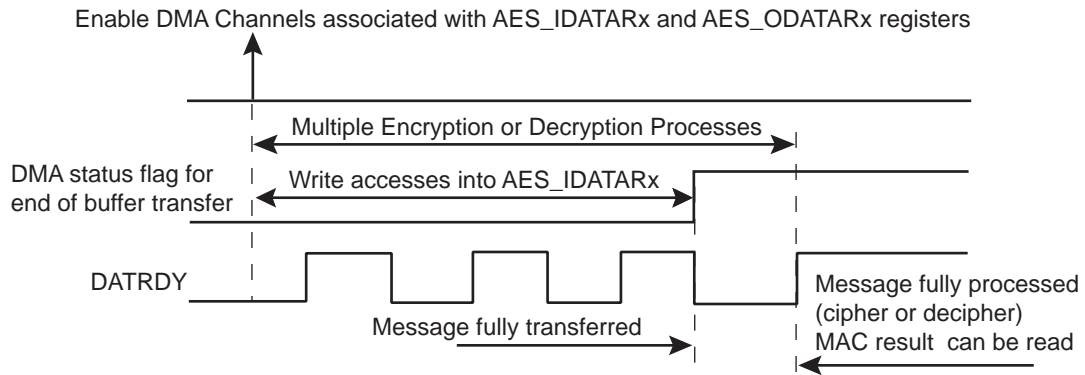 Enable DMA Channels associated with AES_IDATARx and AES_ODATARx registers
Multiple Encryption or Decryption Processes
DMA status flag for
end of buffer transfer
Write accesses into AES_IDATARx
DATRDY
Message fully transferred
Message fully processed
(cipher or decipher)
MAC result can be read